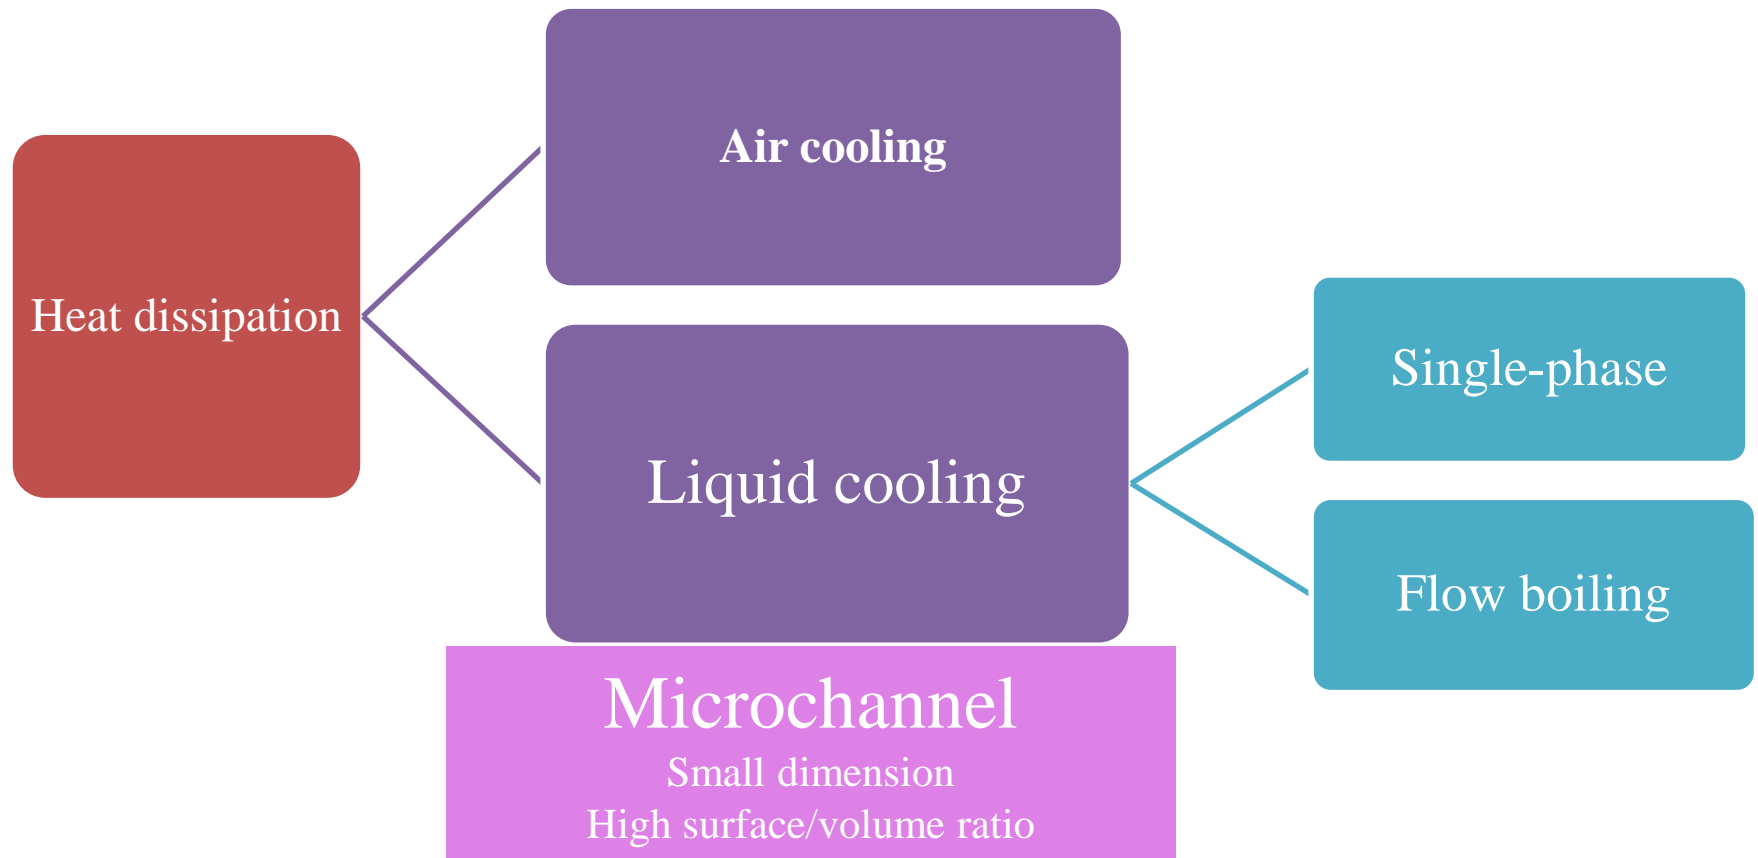 Heat dissipation
Air cooling
Liquid cooling
Microchannel
Small dimension
High surface/volume ratio
Single-phase
Flow boiling